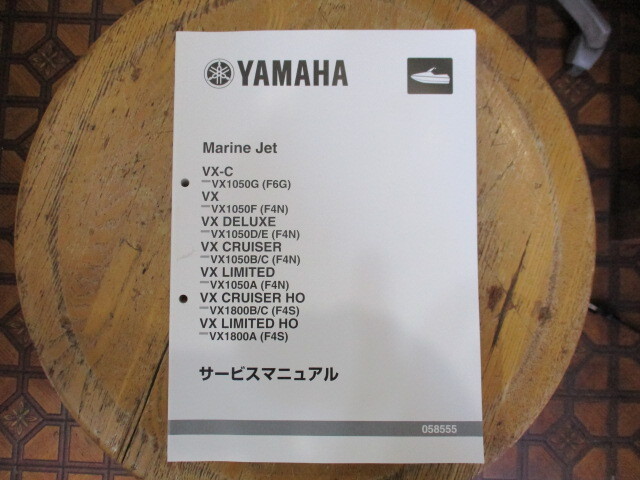 YAMAHA
Marine Jet
VX-C
VX1050G (F6G)
VX
VX1050F (F4N)
VX DELUXE
VX1050D/E (F4N)
VX CRUISER
VX1050B/C (F4N)
VX LIMITED
VX1050A (F4N)
VX CRUISER HO
VX1800B/C (F4S)
VX LIMITED HO
VX1800A (F4S)
サービスマニュアル
058555